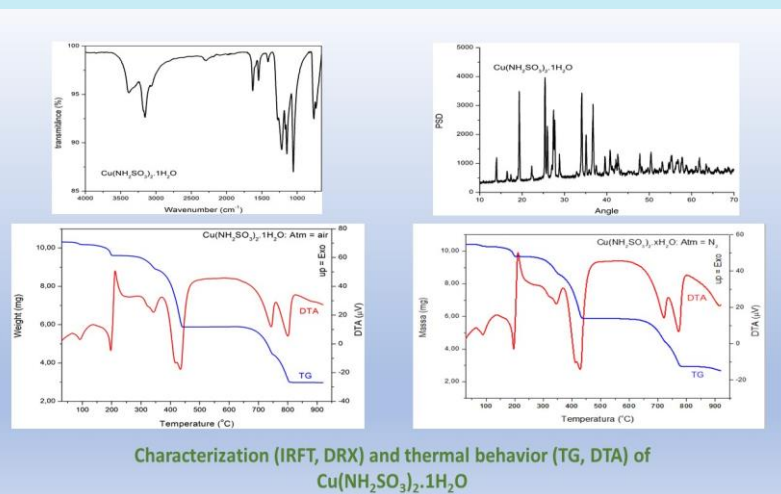 100
95
90
85
transmitânce (%)
Cu(NH₂SO₃)₂.1H₂O
4000 3500 3000 2500 2000 1500 1000
Wavenumber (cm⁻¹)
5000
4000
3000
2000
1000
0
PSD
Cu(NH₂SO₃)₂.1H₂O
10 20 30 40 50 60 70
Angle
Cu(NH₂SO₃)₂.1H₂O: Atm = air
10,00
8,00
6,00
4,00
2,00
Weight (mg)
80
60
40
20
0
-20
-40
up = Exo
DTA (µV)
DTA
TG
100 200 300 400 500 600 700 800 900
Temperature (°C)
Cu(NH₂SO₃)₂.xH₂O: Atm = N₂
10,00
8,00
6,00
4,00
2,00
Massa (mg)
60
40
20
0
-20
up = Exo
DTA (µV)
DTA
TG
100 200 300 400 500 600 700 800 900
Temperatura (°C)
Characterization (IRFT, DRX) and thermal behavior (TG, DTA) of
Cu(NH₂SO₃)₂.1H₂O